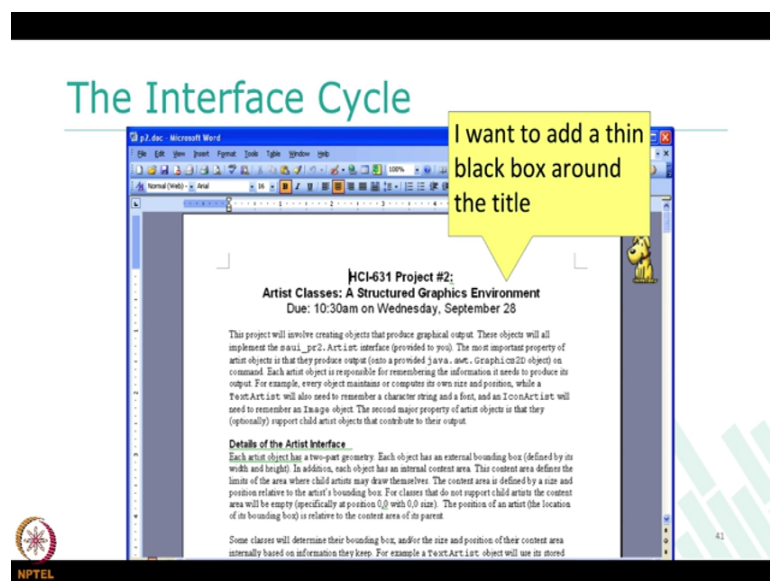 The Interface Cycle
I want to add a thin
black box around
the title
p2.doc - Microsoft Word
File Edit View Insert Format Tools Table Window Help
100%
Normal (Web) Arial 16 B I U
HCI-631 Project #2:
Artist Classes: A Structured Graphics Environment
Due: 10:30am on Wednesday, September 28
This project will involve creating objects that produce graphical output. These objects will all
implement the saui_pr2.Artist interface (provided to you). The most important property of
artist objects is that they produce output (onto a provided java.awt.Graphics2D object) on
command. Each artist object is responsible for remembering the information it needs to produce its
output. For example, every object maintains or computes its own size and position, while a
TextArtist will also need to remember a character string and a font, and an IconArtist will
need to remember an Image object. The second major property of artist objects is that they
(optionally) support child artist objects that contribute to their output.
Details of the Artist Interface
Each artist object has a two-part geometry. Each object has an external bounding box (defined by its
width and height). In addition, each object has an internal content area. This content area defines the
limits of the area where child artists may draw themselves. The content area is defined by a size and
position relative to the artist's bounding box. For classes that do not support child artists the content
area will be empty (specifically at position 0,0 with 0,0 size). The position of an artist (the location
of its bounding box) is relative to the content area of its parent.
Some classes will determine their bounding box, and/or the size and position of their content area
internally based on information they keep. For example a TextArtist object will use its stored
41
NPTEL